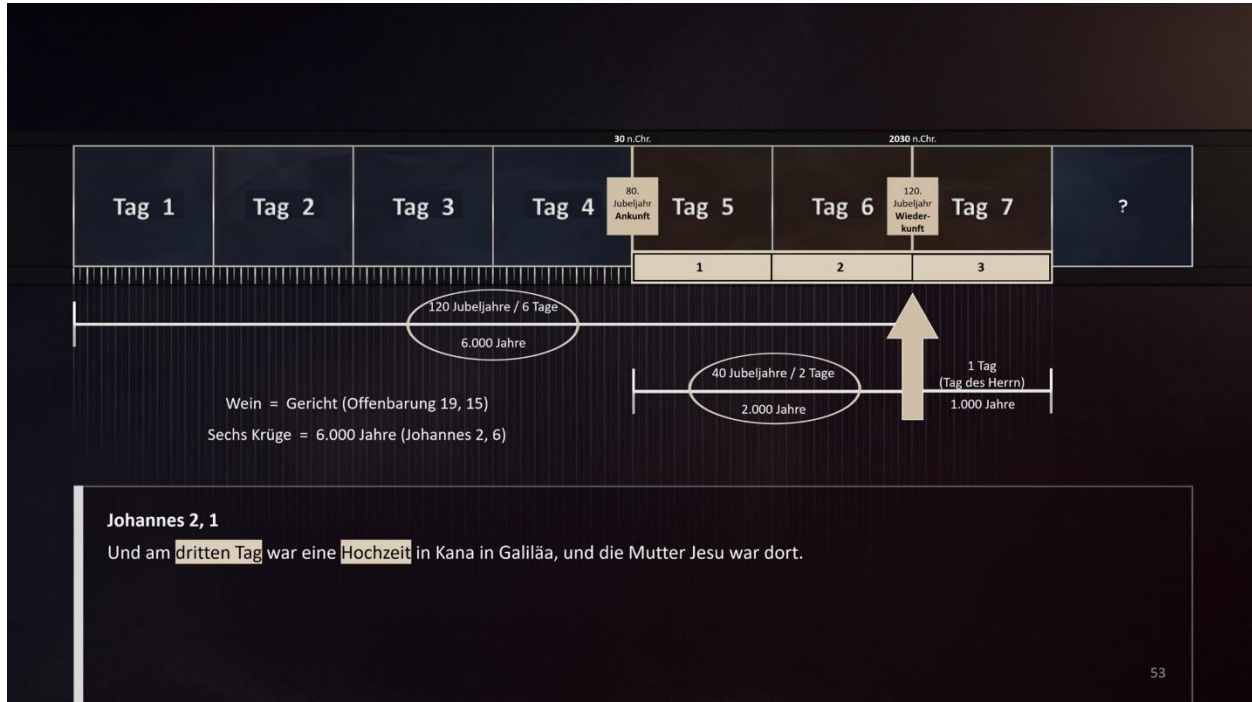 30 n.Chr.
2030 n.Chr.
Tag 1
Tag 2
Tag 3
Tag 4
80.
Jubeljahr
Ankunft
Tag 5
Tag 6
120.
Jubeljahr
Wieder-
kunft
Tag 7
?
1
2
3
120 Jubeljahre / 6 Tage
6.000 Jahre
40 Jubeljahre / 2 Tage
2.000 Jahre
1 Tag
(Tag des Herrn)
1.000 Jahre
Wein = Gericht (Offenbarung 19, 15)
Sechs Krüge = 6.000 Jahre (Johannes 2, 6)
Johannes 2, 1
Und am dritten Tag war eine Hochzeit in Kana in Galiläa, und die Mutter Jesu war dort.
53